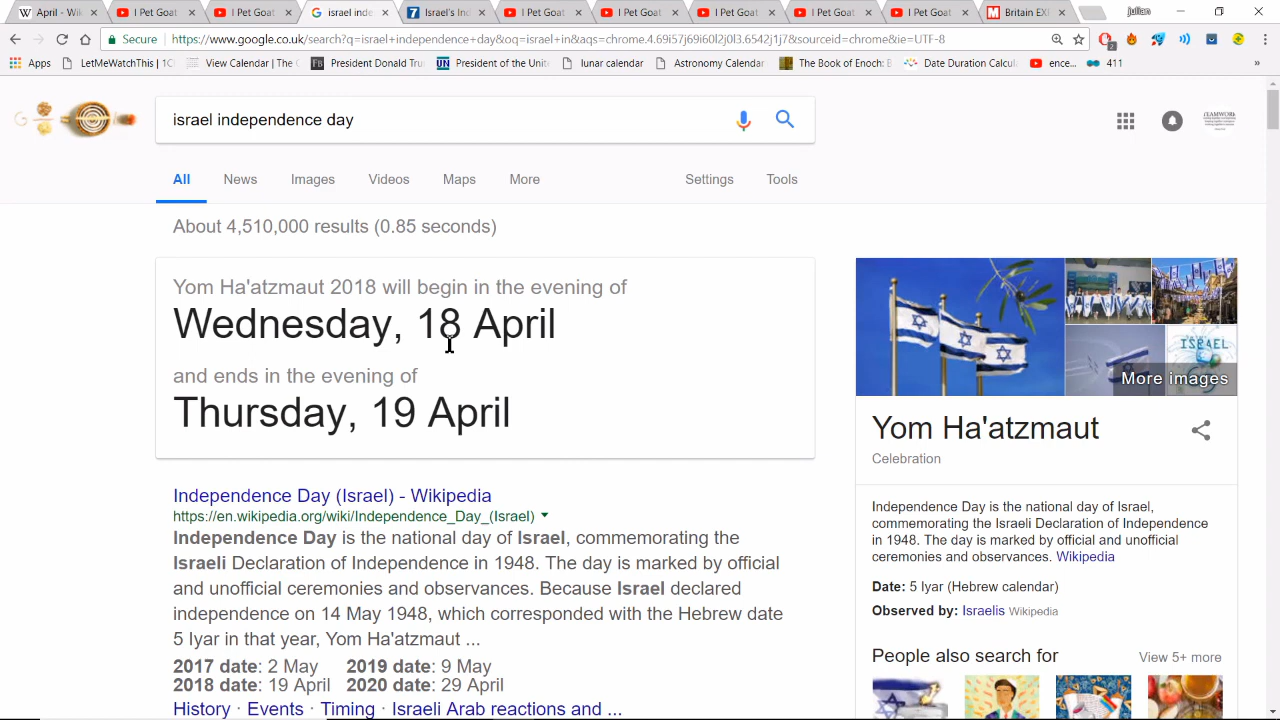 April - Wik
I Pet Goat
I Pet Goat
israel inde
Israel's Inc
I Pet Goat
I Pet Goat
I Pet Goat
I Pet Goat
I Pet Goat
Britain EXI
julian
Secure
https://www.google.co.uk/search?q=israel+independence+day&oq=israel+in&aqs=chrome.4.69i57j69i60l2j0l3.6542j1j7&sourceid=chrome&ie=UTF-8
Apps
LetMeWatchThis | 1C
View Calendar | The C
President Donald Tru
President of the Unite
lunar calendar
Astronomy Calendar
The Book of Enoch: B
Date Duration Calcul
ence...
411
»
israel independence day
All News Images Videos Maps More Settings Tools
About 4,510,000 results (0.85 seconds)
Yom Ha'atzmaut 2018 will begin in the evening of
Wednesday, 18 April
and ends in the evening of
Thursday, 19 April
Independence Day (Israel) - Wikipedia
https://en.wikipedia.org/wiki/Independence_Day_(Israel)
Independence Day is the national day of Israel, commemorating the
Israeli Declaration of Independence in 1948. The day is marked by official
and unofficial ceremonies and observances. Because Israel declared
independence on 14 May 1948, which corresponded with the Hebrew date
5 Iyar in that year, Yom Ha'atzmaut ...
2017 date: 2 May 2019 date: 9 May
2018 date: 19 April 2020 date: 29 April
History · Events · Timing · Israeli Arab reactions and ...
ISRAEL
More images
Yom Ha'atzmaut
Celebration
Independence Day is the national day of Israel,
commemorating the Israeli Declaration of Independence
in 1948. The day is marked by official and unofficial
ceremonies and observances. Wikipedia
Date: 5 Iyar (Hebrew calendar)
Observed by: Israelis Wikipedia
People also search for View 5+ more